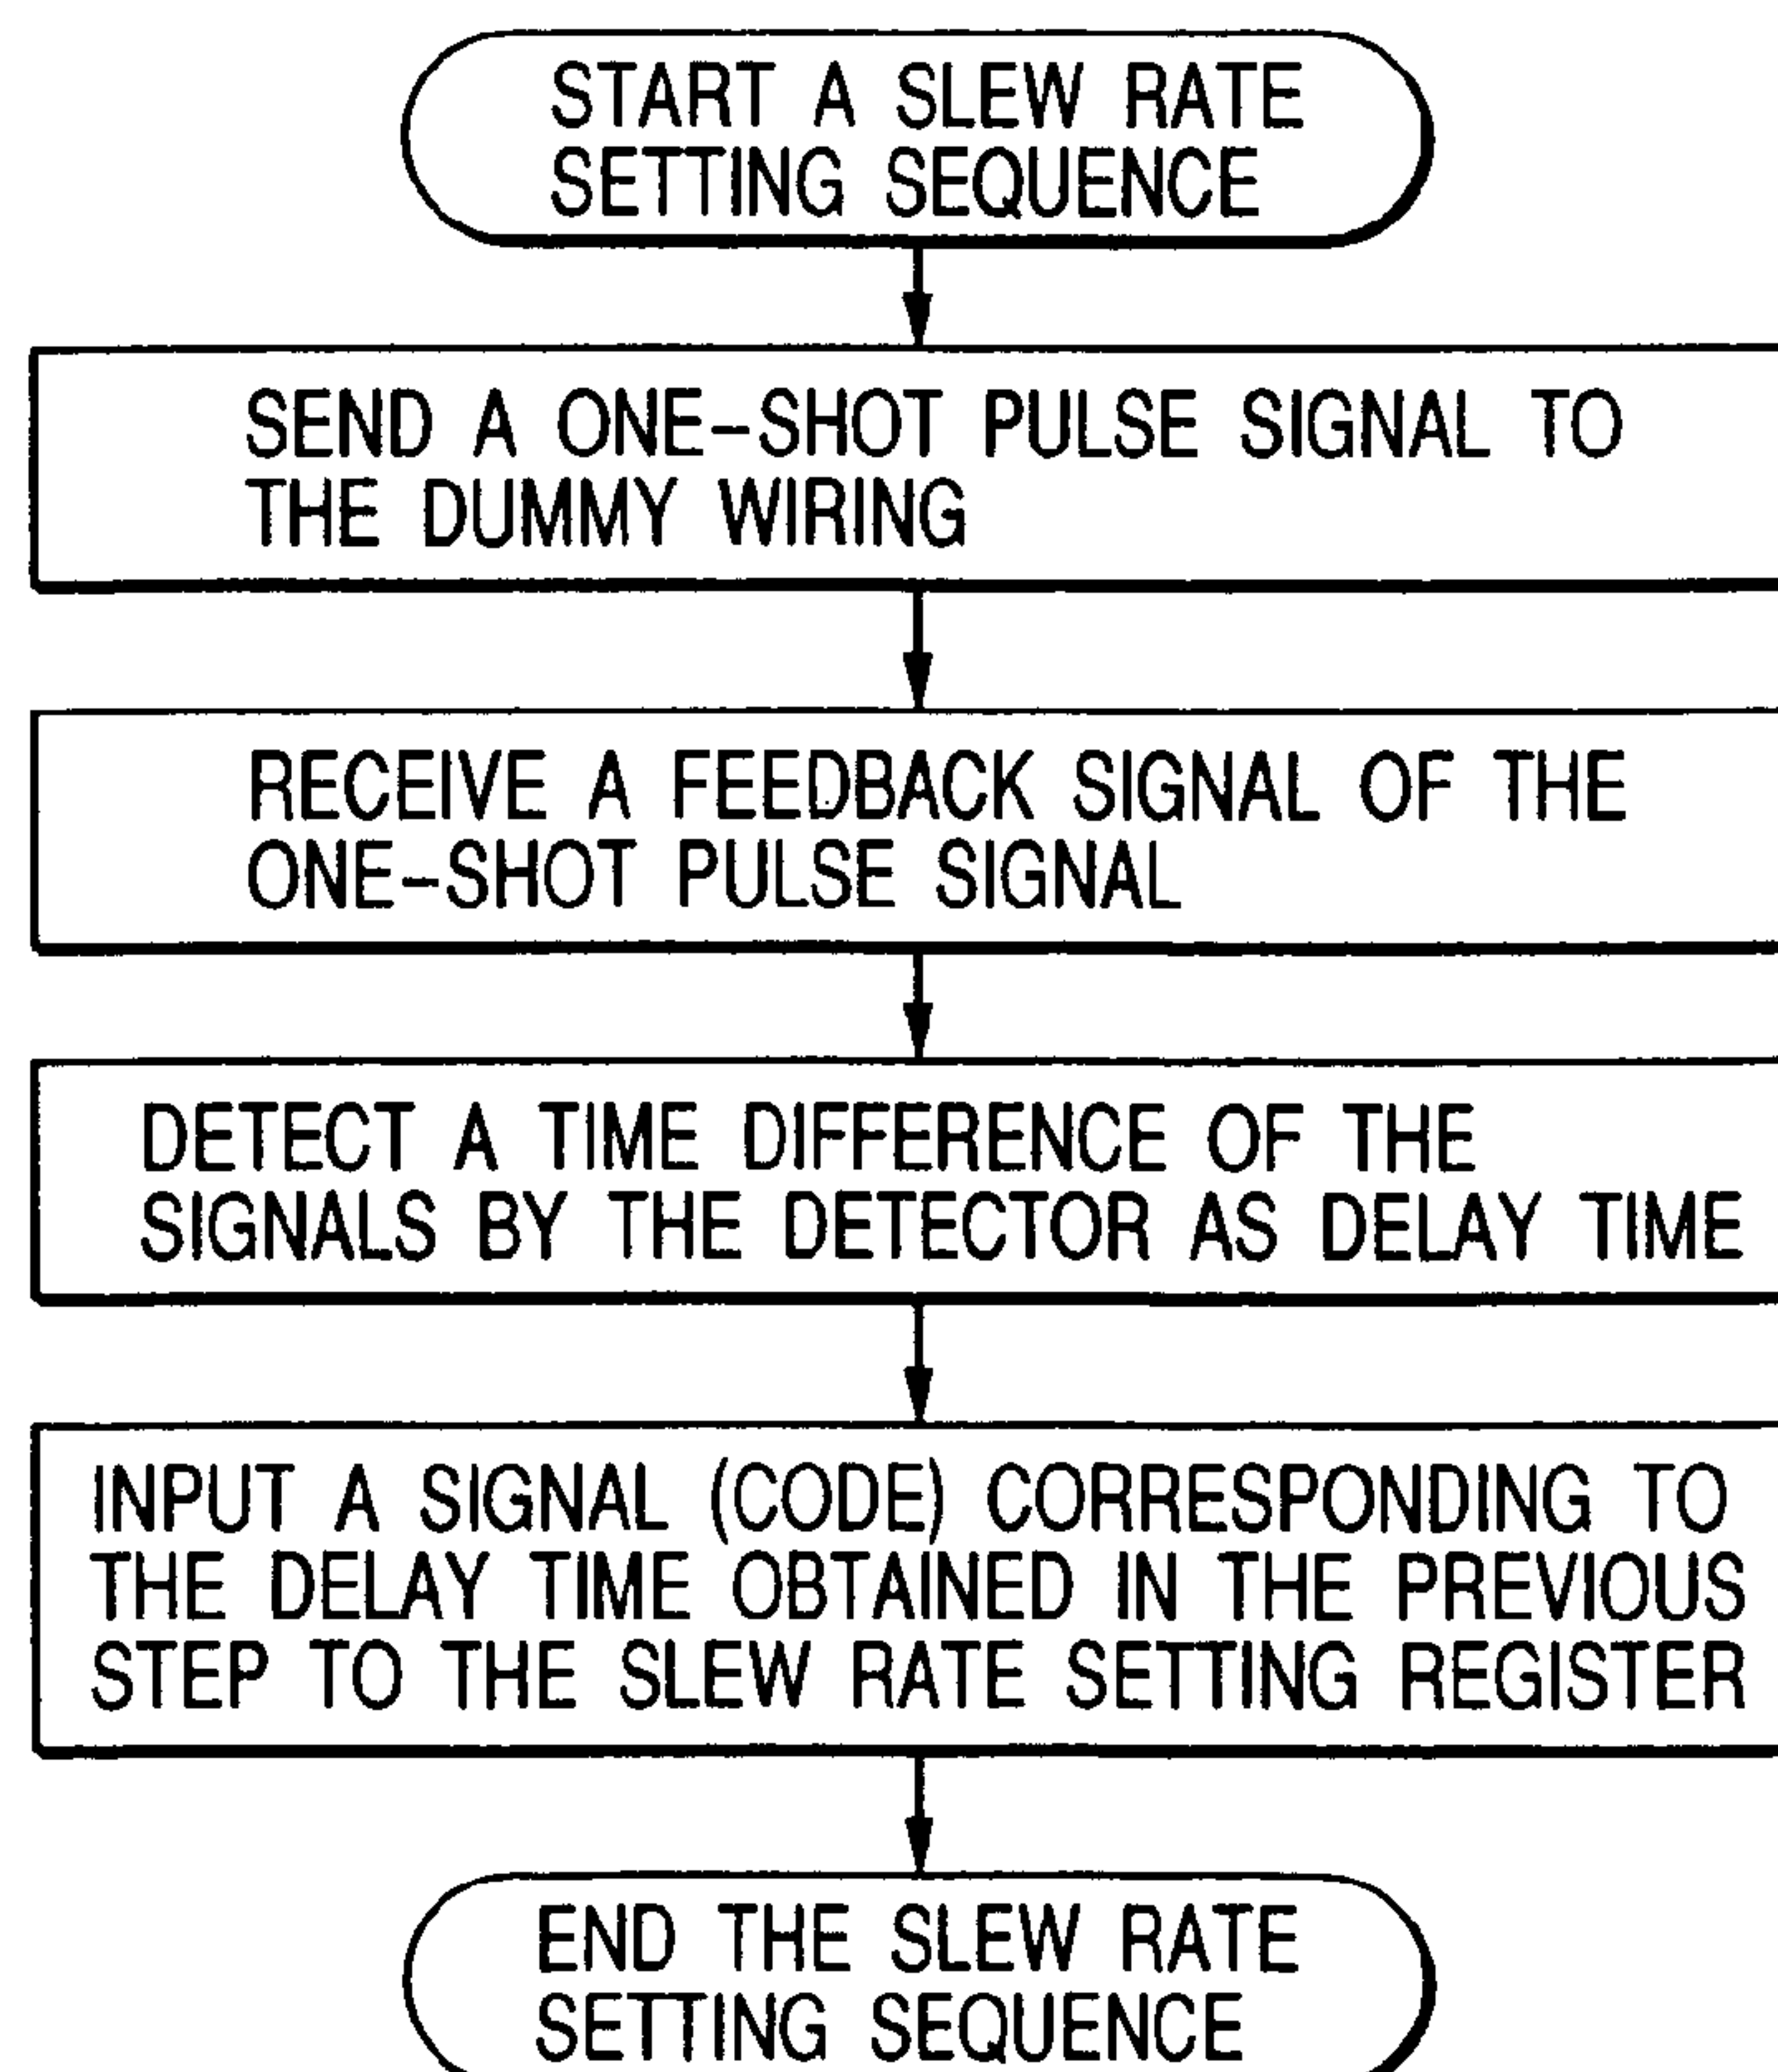 START A SLEW RATE
SETTING SEQUENCE
SEND A ONE-SHOT PULSE SIGNAL TO
THE DUMMY WIRING
RECEIVE A FEEDBACK SIGNAL OF THE
ONE-SHOT PULSE SIGNAL
DETECT A TIME DIFFERENCE OF THE
SIGNALS BY THE DETECTOR AS DELAY TIME
INPUT A SIGNAL (CODE) CORRESPONDING TO
THE DELAY TIME OBTAINED IN THE PREVIOUS
STEP TO THE SLEW RATE SETTING REGISTER
END THE SLEW RATE
SETTING SEQUENCE